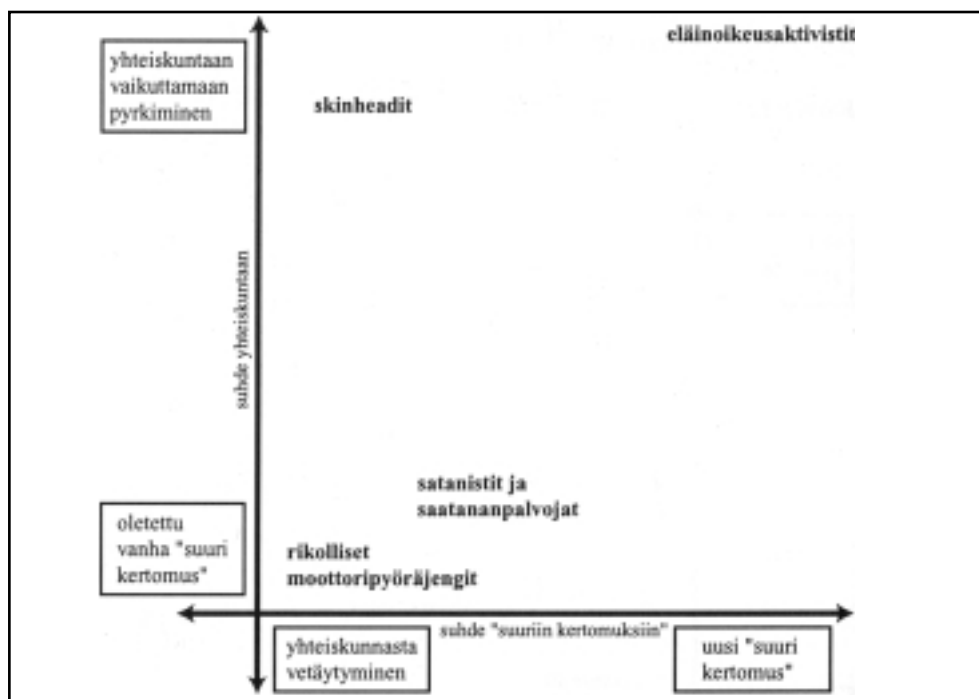 eläinoikeusaktivistit
yhteiskuntaan
vaikuttamaan
pyrkiminen
skinheadit
suhde yhteiskuntaan
satanistit ja
saatananpalvojat
oletettu
vanha "suuri
kertomus"
rikolliset
moottoripyöräjengit
suhde "suuriin kertomuksiin"
yhteiskunnasta
vetäytyminen
uusi "suuri
kertomus"